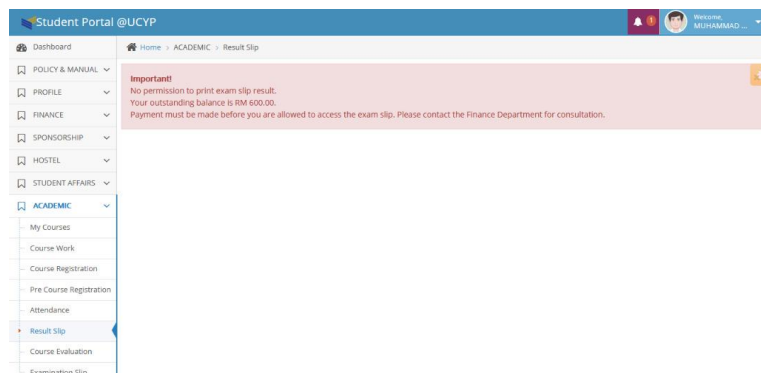 Student Portal @UCYP
1
Welcome,
MUHAMMAD ...
Dashboard
Home > ACADEMIC > Result Slip
POLICY & MANUAL
PROFILE
FINANCE
SPONSORSHIP
HOSTEL
STUDENT AFFAIRS
ACADEMIC
My Courses
Course Work
Course Registration
Pre Course Registration
Attendance
Result Slip
Course Evaluation
Examination Slip
Important!
No permission to print exam slip result.
Your outstanding balance is RM 600.00.
Payment must be made before you are allowed to access the exam slip. Please contact the Finance Department for consultation.